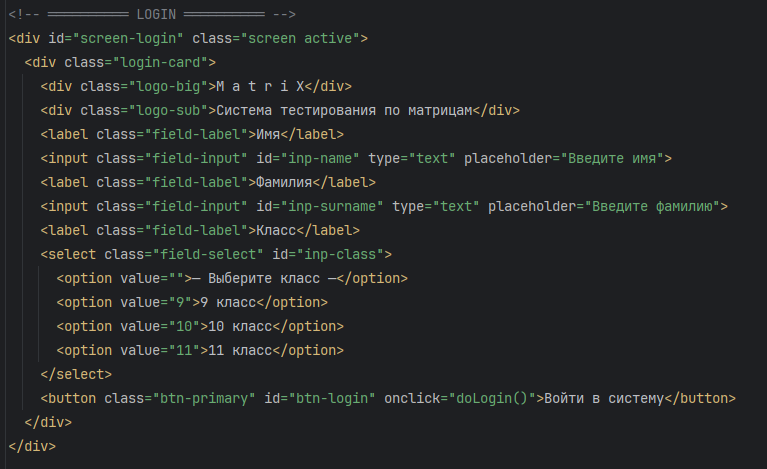 <!-- ══════════ LOGIN ══════════ -->
<div id="screen-login" class="screen active">
<div class="login-card">
<div class="logo-big">M a t r i X</div>
<div class="logo-sub">Система тестирования по матрицам</div>
<label class="field-label">Имя</label>
<input class="field-input" id="inp-name" type="text" placeholder="Введите имя">
<label class="field-label">Фамилия</label>
<input class="field-input" id="inp-surname" type="text" placeholder="Введите фамилию">
<label class="field-label">Класс</label>
<select class="field-select" id="inp-class">
<option value="">— Выберите класс —</option>
<option value="9">9 класс</option>
<option value="10">10 класс</option>
<option value="11">11 класс</option>
</select>
<button class="btn-primary" id="btn-login" onclick="doLogin()">Войти в систему</button>
</div>
</div>